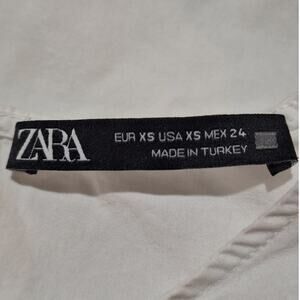 ZARA
EUR XS USA XS MEX 24
MADE IN TURKEY